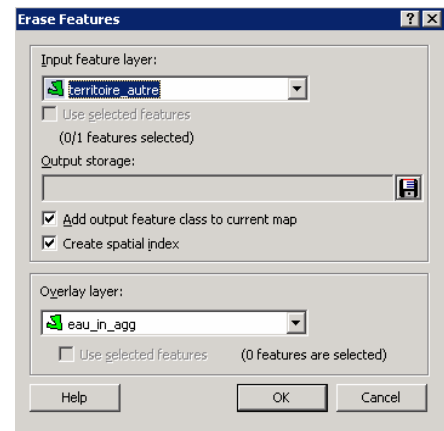 Erase Features
Input feature layer:
territoire_autre
Use selected features
(0/1 features selected)
Output storage:
Add output feature class to current map
Create spatial index
Overlay layer:
eau_in_agg
Use selected features (0 features are selected)
Help OK Cancel